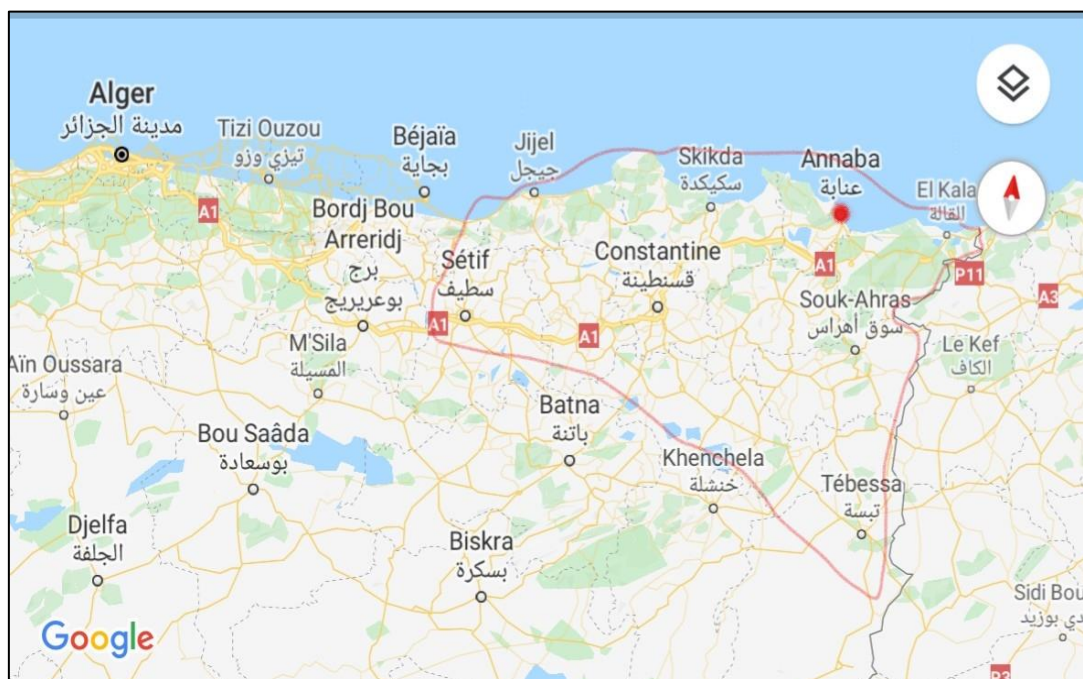 Alger
مدينة الجزائر
Tizi Ouzou
تيزي وزو
Béjaïa
بجاية
Jijel
جيجل
Skikda
سكيكدة
Annaba
عنابة
El Kala
القالة
A1
Bordj Bou
Arreridj
برج
بوعريريج
Sétif
سطيف
Constantine
قسنطينة
A1
P11
Souk-Ahras
سوق أهراس
A3
A1
A1
M'Sila
المسيلة
Le Kef
الكاف
Aïn Oussara
عين وسارة
Batna
باتنة
Bou Saâda
بوسعادة
Khenchela
خنشلة
Tébessa
تبسة
Djelfa
الجلفة
Biskra
بسكرة
Sidi Bou
دي بوزيد
Google
P3